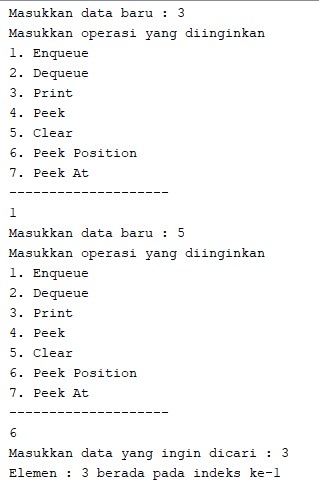 Masukkan data baru : 3
Masukkan operasi yang diinginkan
1. Enqueue
2. Dequeue
3. Print
4. Peek
5. Clear
6. Peek Position
7. Peek At
--------------------
1
Masukkan data baru : 5
Masukkan operasi yang diinginkan
1. Enqueue
2. Dequeue
3. Print
4. Peek
5. Clear
6. Peek Position
7. Peek At
--------------------
6
Masukkan data yang ingin dicari : 3
Elemen : 3 berada pada indeks ke-1